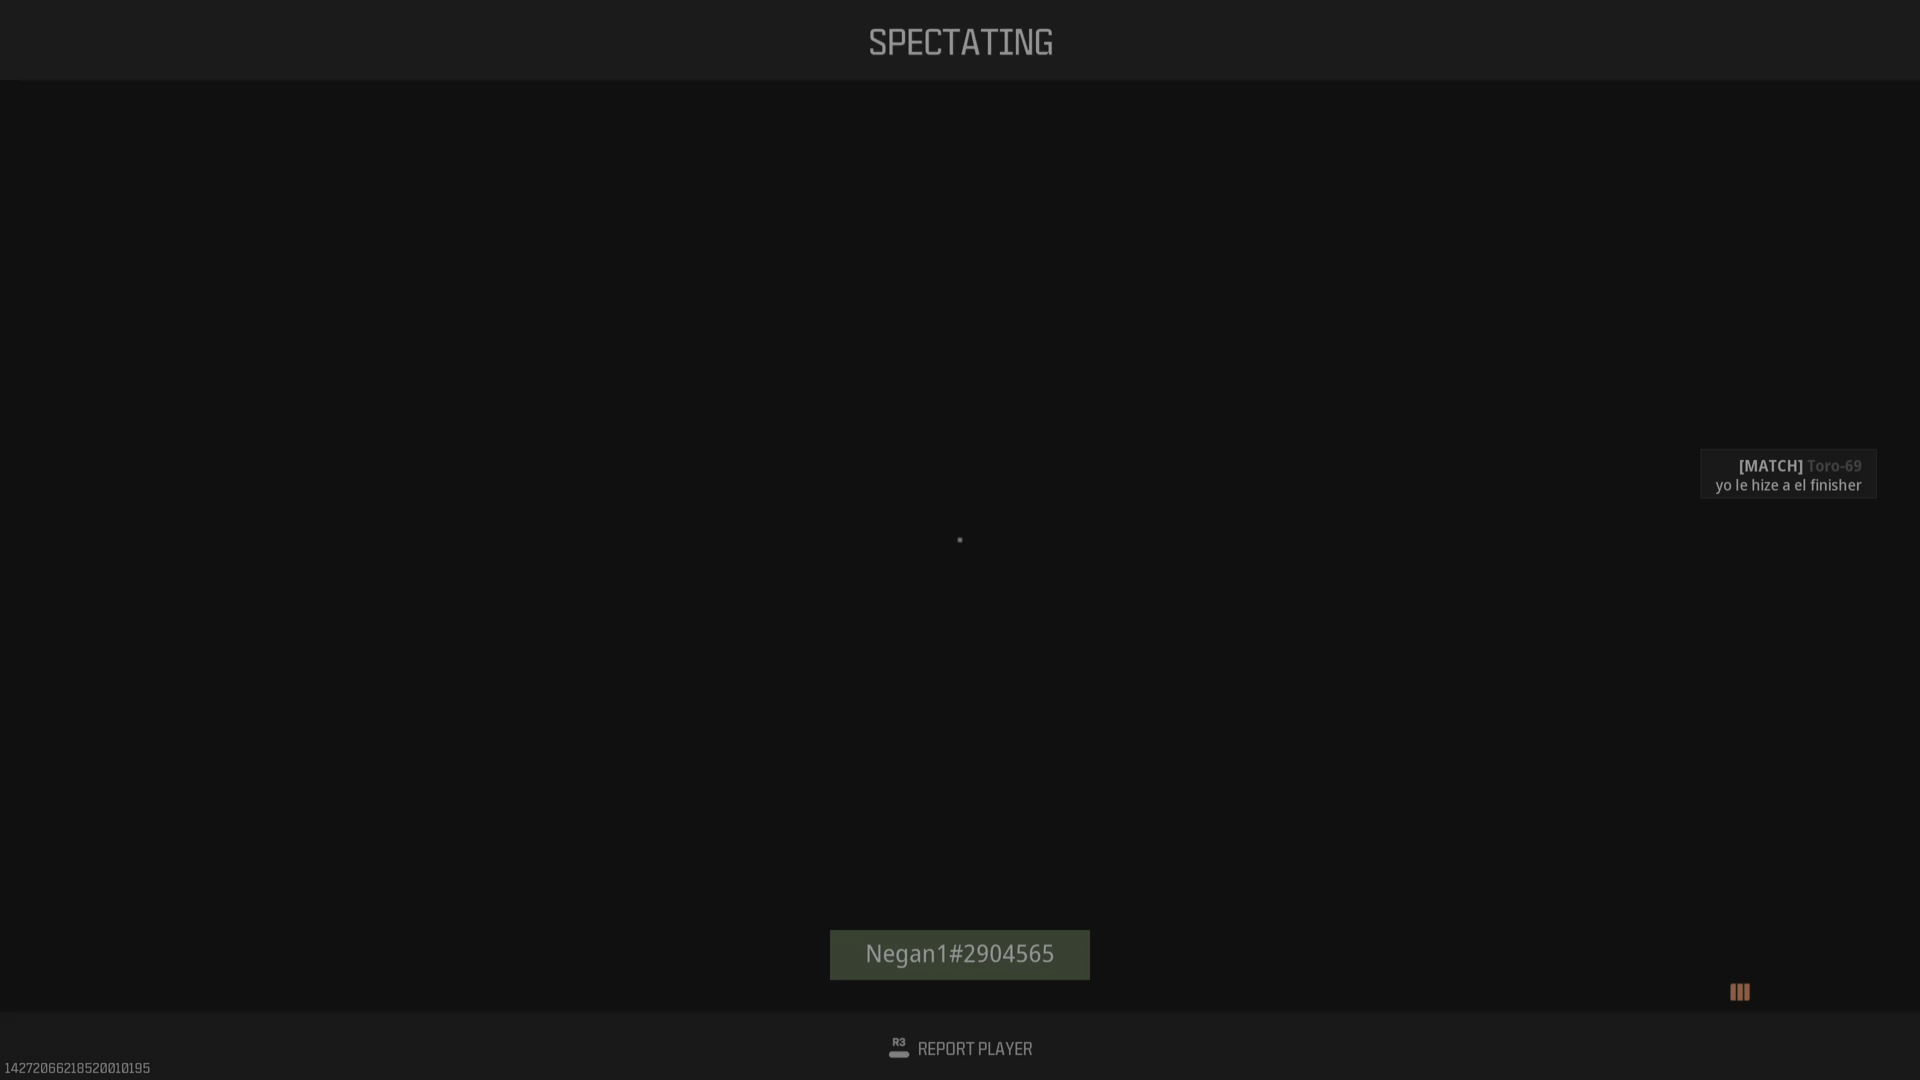 SPECTATING
[MATCH] Toro-69
yo le hize a el finisher
Negan1#2904565
R3 REPORT PLAYER
14272066218520010195